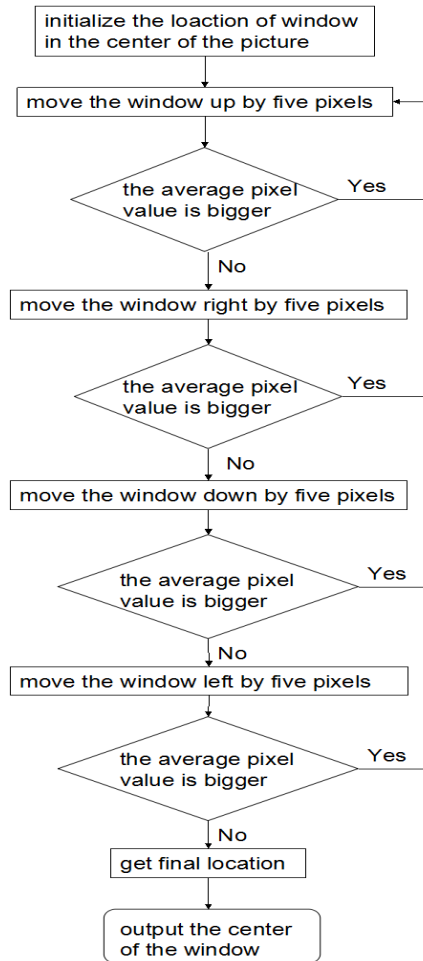 initialize the loaction of window
in the center of the picture
move the window up by five pixels
the average pixel
value is bigger
Yes
No
move the window right by five pixels
the average pixel
value is bigger
Yes
No
move the window down by five pixels
the average pixel
value is bigger
Yes
No
move the window left by five pixels
the average pixel
value is bigger
Yes
No
get final location
output the center
of the window